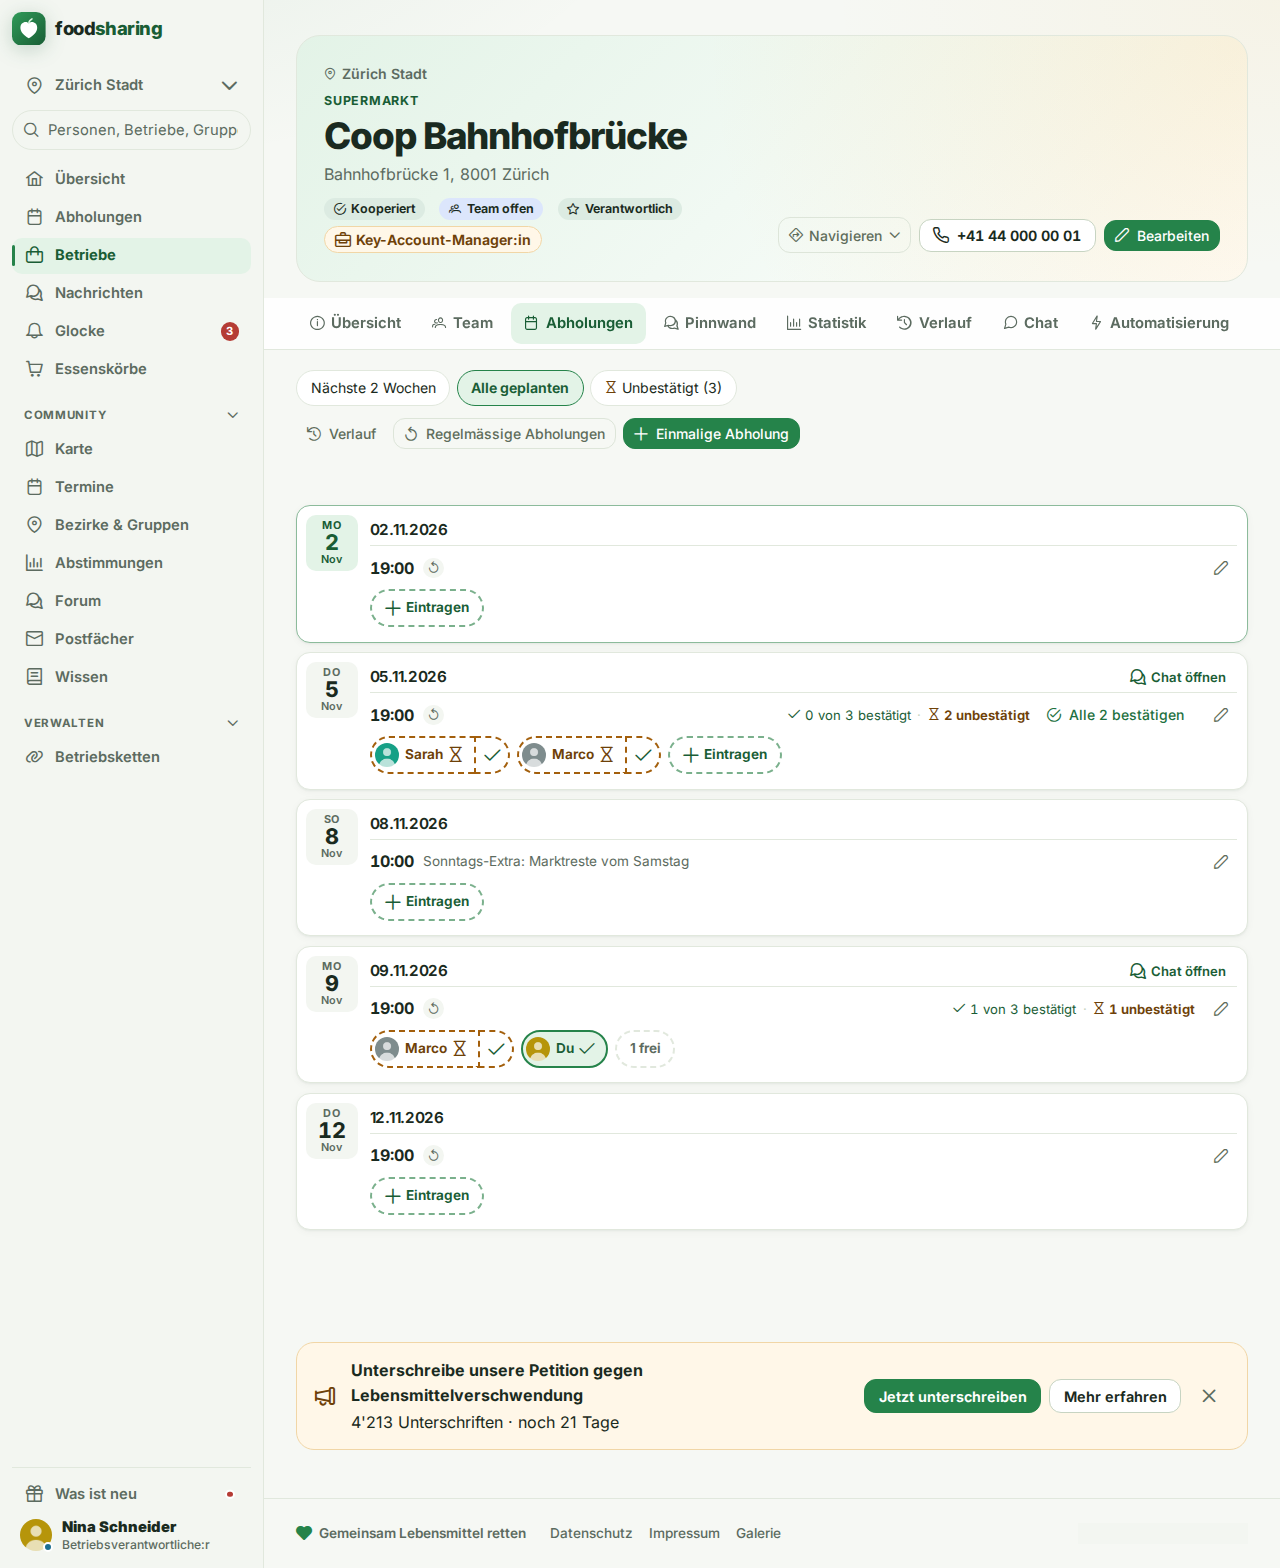 foodsharing
Zürich Stadt
Personen, Betriebe, Grupp
Übersicht
Abholungen
Betriebe
Nachrichten
Glocke 3
Essenskörbe
COMMUNITY
Karte
Termine
Bezirke & Gruppen
Abstimmungen
Forum
Postfächer
Wissen
VERWALTEN
Betriebsketten
Was ist neu
Nina Schneider
Betriebsverantwortliche:r
Zürich Stadt
SUPERMARKT
Coop Bahnhofbrücke
Bahnhofbrücke 1, 8001 Zürich
Kooperiert Team offen Verantwortlich
Key-Account-Manager:in
Navigieren +41 44 000 00 01 Bearbeiten
Übersicht Team Abholungen Pinnwand Statistik Verlauf Chat Automatisierung
Nächste 2 Wochen Alle geplanten Unbestätigt (3)
Verlauf Regelmässige Abholungen Einmalige Abholung
MO 2 Nov
02.11.2026
19:00
Eintragen
DO 5 Nov
05.11.2026 Chat öffnen
19:00 0 von 3 bestätigt · 2 unbestätigt Alle 2 bestätigen
Sarah Marco Eintragen
SO 8 Nov
08.11.2026
10:00 Sonntags-Extra: Marktreste vom Samstag
Eintragen
MO 9 Nov
09.11.2026 Chat öffnen
19:00 1 von 3 bestätigt · 1 unbestätigt
Marco Du 1 frei
DO 12 Nov
12.11.2026
19:00
Eintragen
Unterschreibe unsere Petition gegen
Lebensmittelverschwendung
4'213 Unterschriften · noch 21 Tage
Jetzt unterschreiben Mehr erfahren
Gemeinsam Lebensmittel retten Datenschutz Impressum Galerie